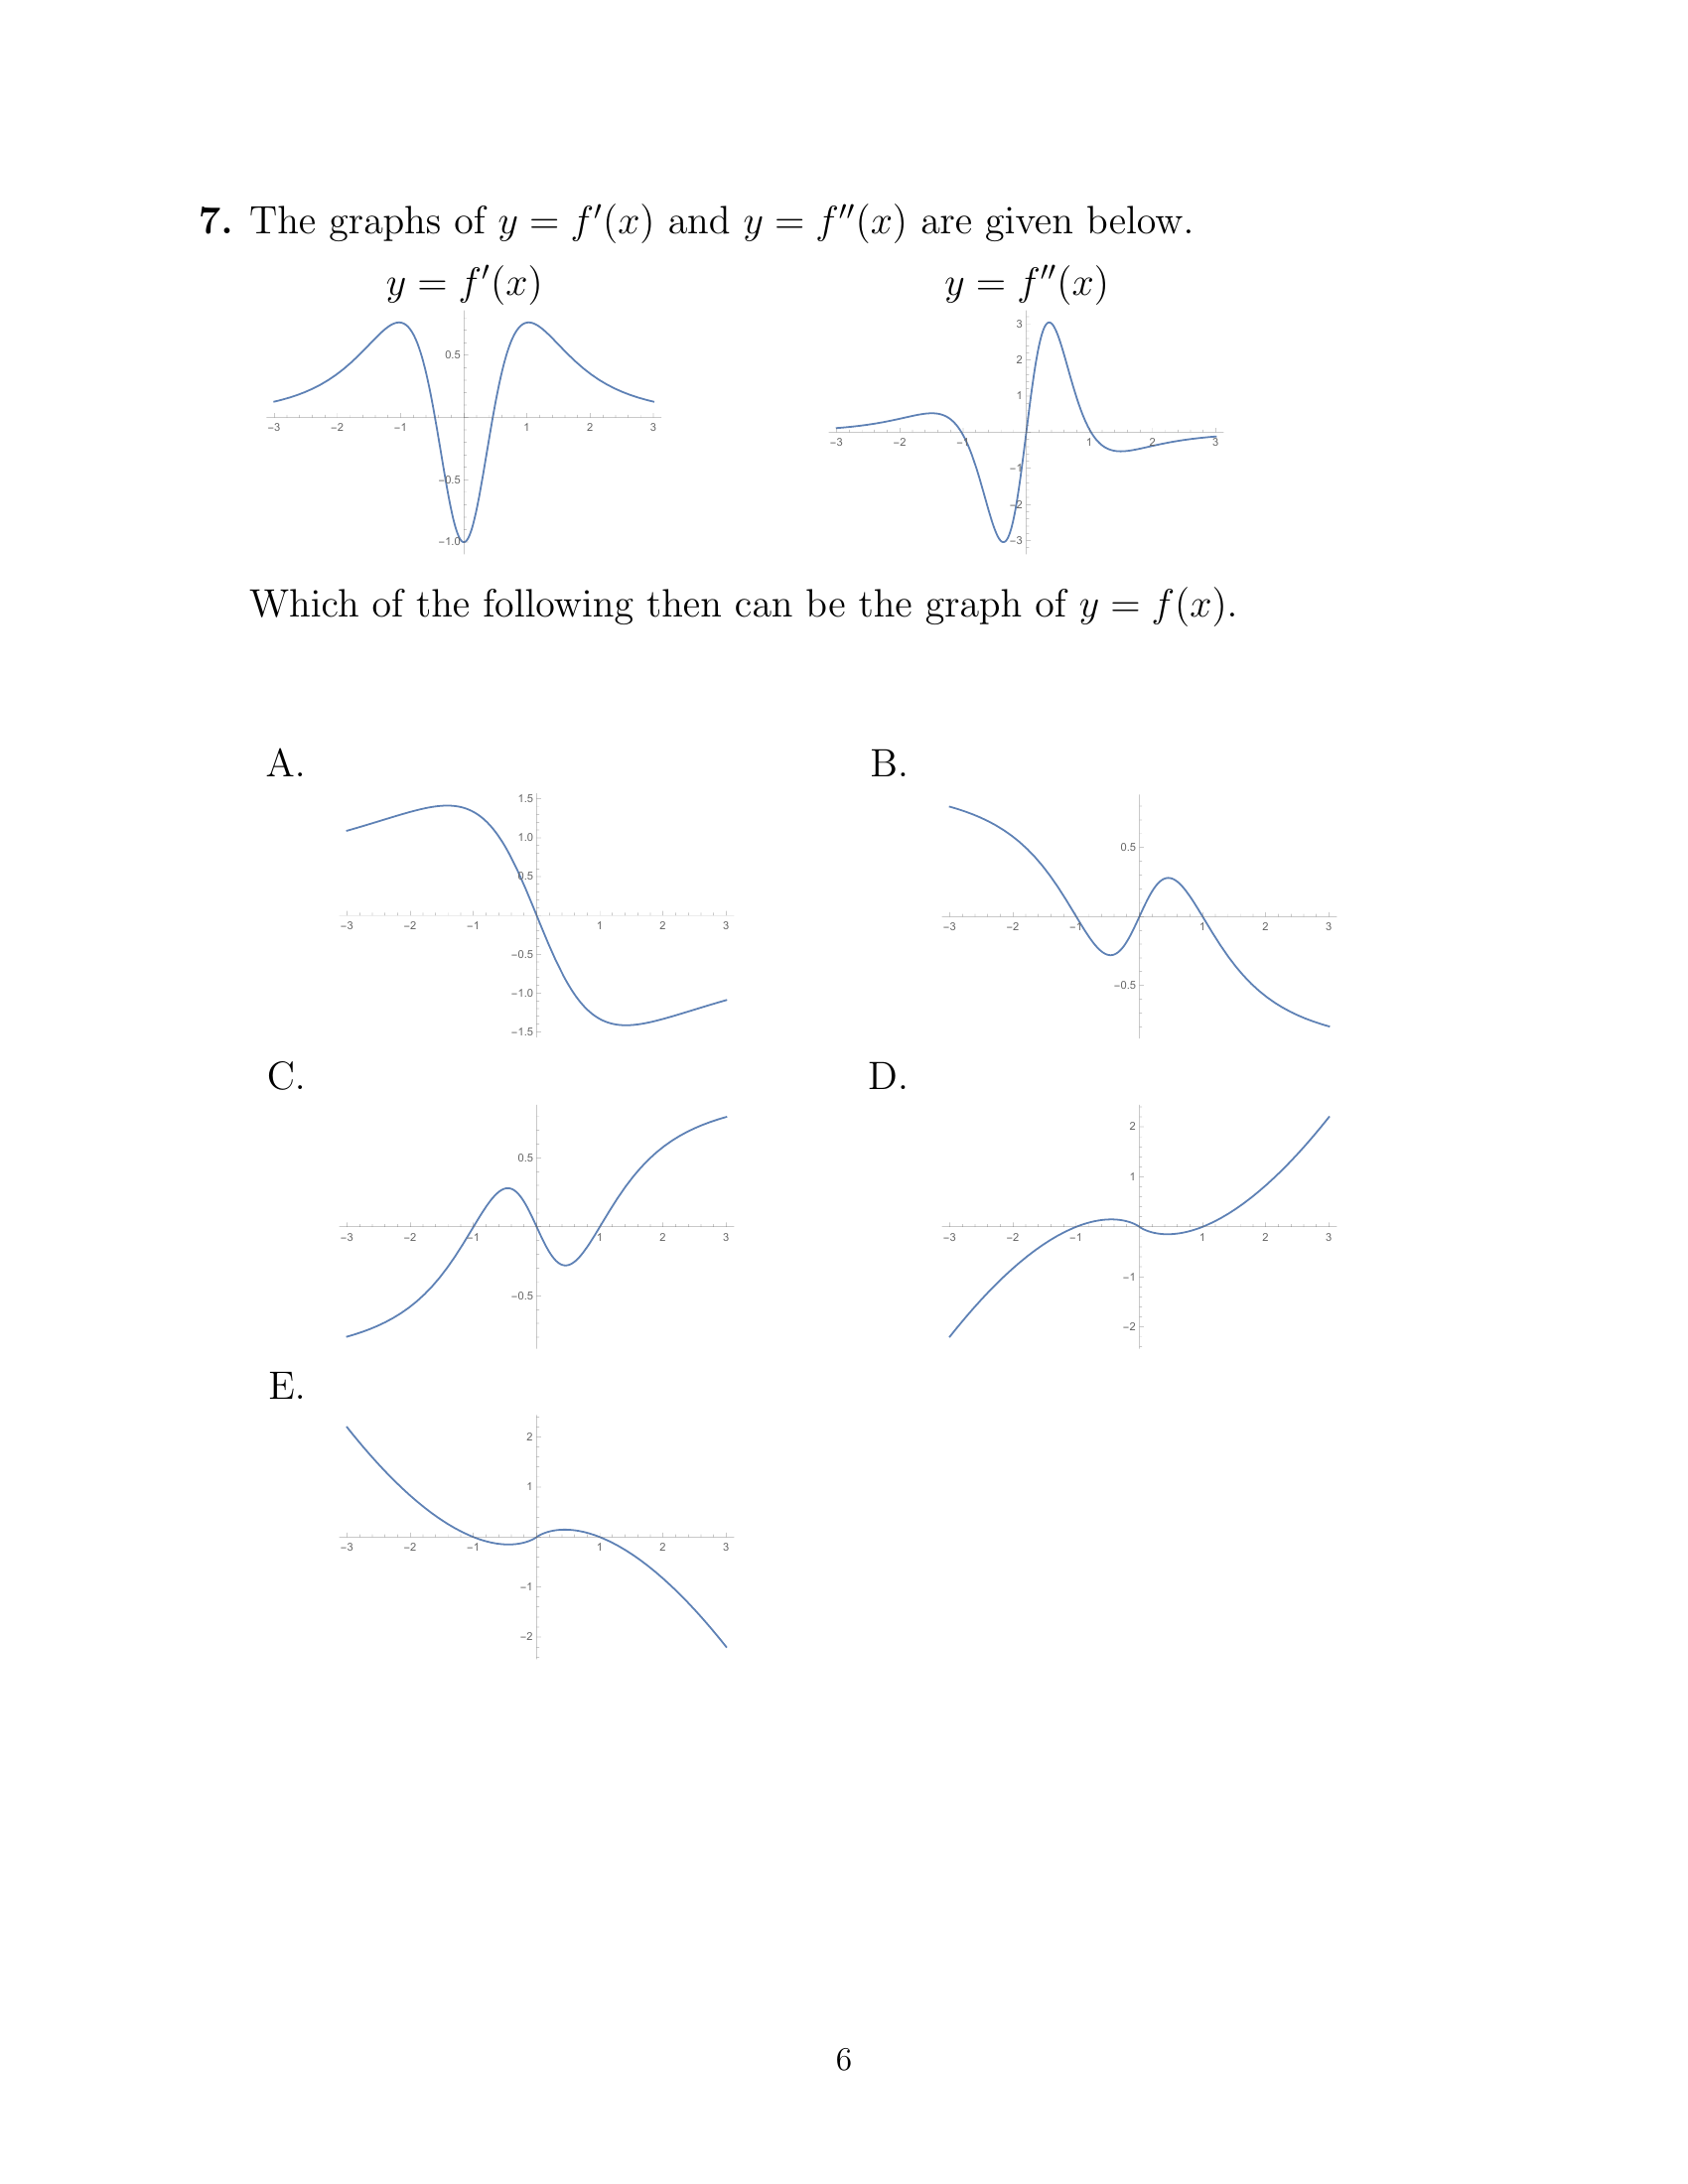 7. The graphs of y = f′(x) and y = f″(x) are given below.
y = f′(x) y = f″(x)
0.5
−3 −2 −1 1 2 3
−0.5
−1.0
3
2
1
−3 −2 −1 1 2 3
−1
−2
−3
Which of the following then can be the graph of y = f(x).
A. B.
1.5
1.0
0.5
−3 −2 −1 1 2 3
−0.5
−1.0
−1.5
0.5
−3 −2 −1 1 2 3
−0.5
C. D.
0.5
−3 −2 −1 1 2 3
−0.5
2
1
−3 −2 −1 1 2 3
−1
−2
E.
2
1
−3 −2 −1 1 2 3
−1
−2
6